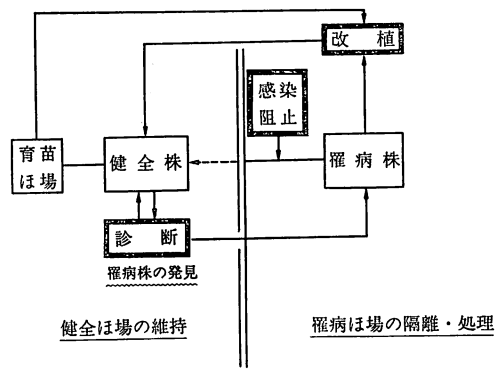 改植
感染
阻止
育苗
ほ場
健全株
罹病株
診断
罹病株の発見
健全ほ場の維持
罹病ほ場の隔離・処理